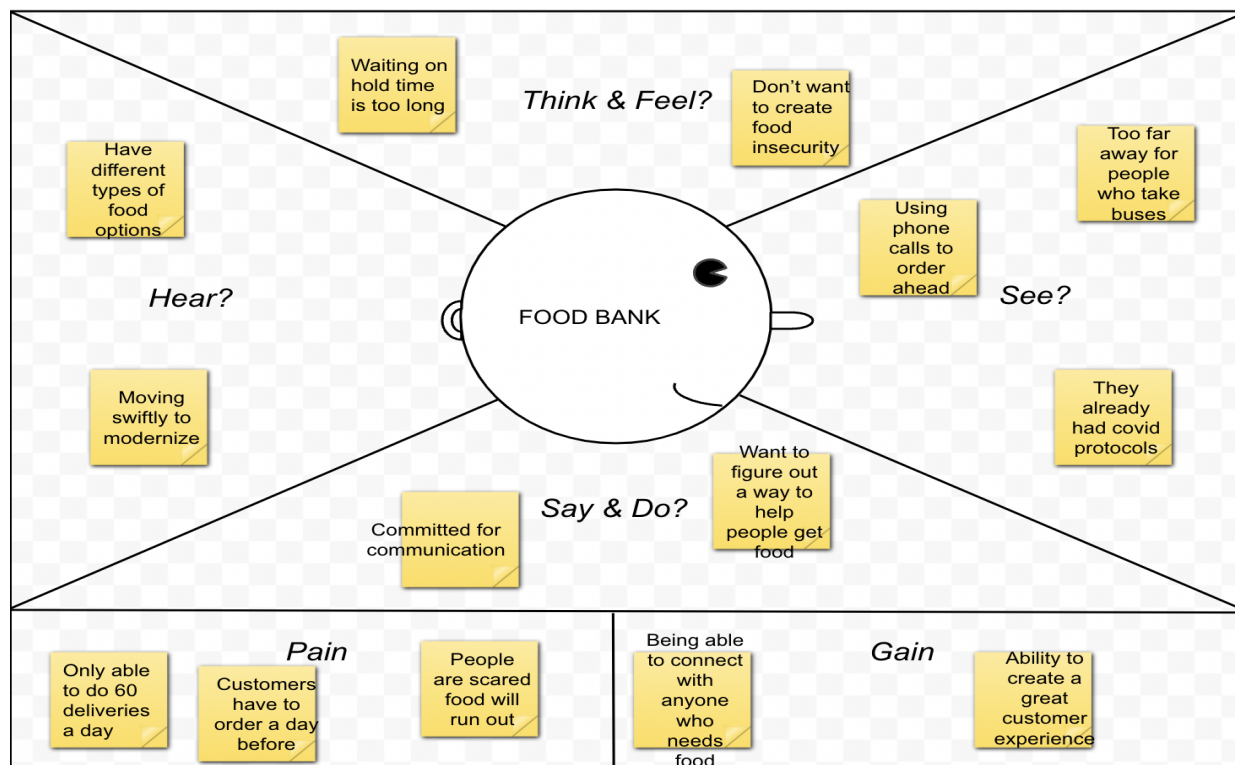 Waiting on
hold time
is too long
Think & Feel?
Don't want
to create
food
insecurity
Have
different
types of
food
options
Hear?
Moving
swiftly to
modernize
FOOD BANK
Using
phone
calls to
order
ahead
Too far
away for
people
who take
buses
See?
They
already
had covid
protocols
Say & Do?
Committed for
communication
Want to
figure out
a way to
help
people get
food
Pain
Only able
to do 60
deliveries
a day
Customers
have to
order a day
before
People
are scared
food will
run out
Gain
Being able
to connect
with
anyone
who
needs
food
Ability to
create a
great
customer
experience